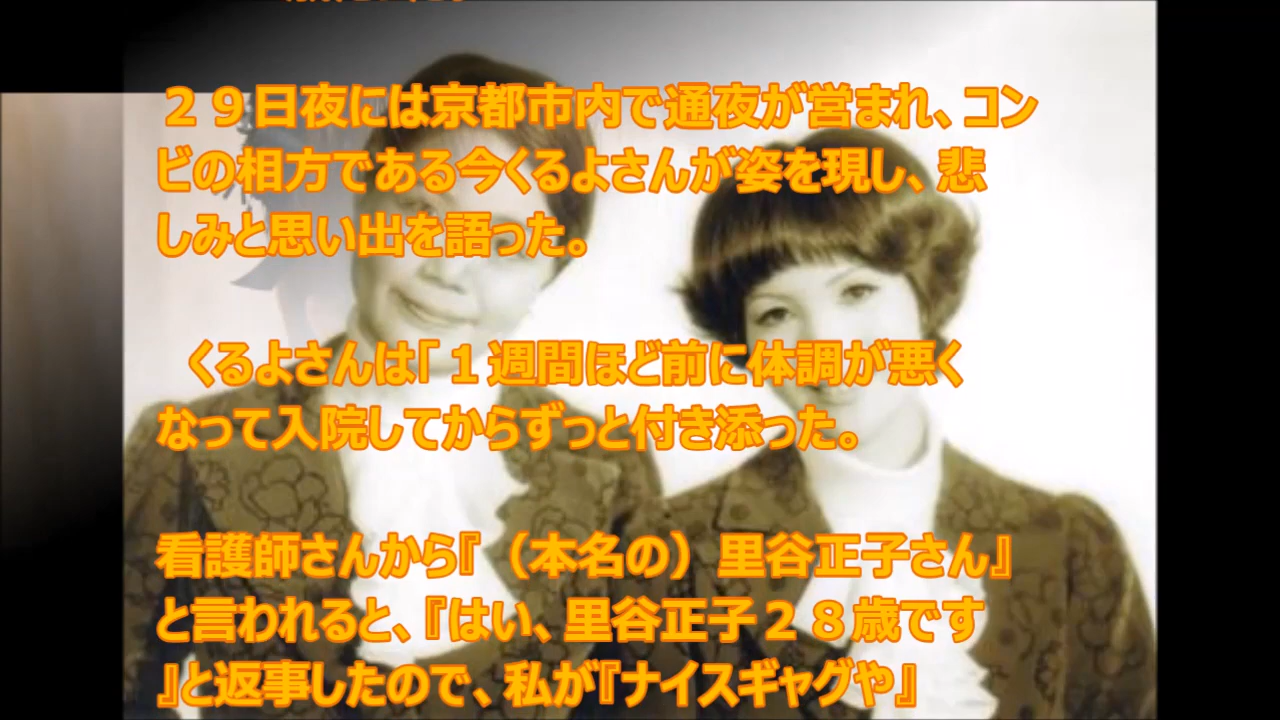 ２９日夜には京都市内で通夜が営まれ、コン
ビの相方である今くるよさんが姿を現し、悲
しみと思い出を語った。
くるよさんは「１週間ほど前に体調が悪く
なって入院してからずっと付き添った。
看護師さんから『（本名の）里谷正子さん』
と言われると、『はい、里谷正子２８歳です
』と返事したので、私が『ナイスギャグや』